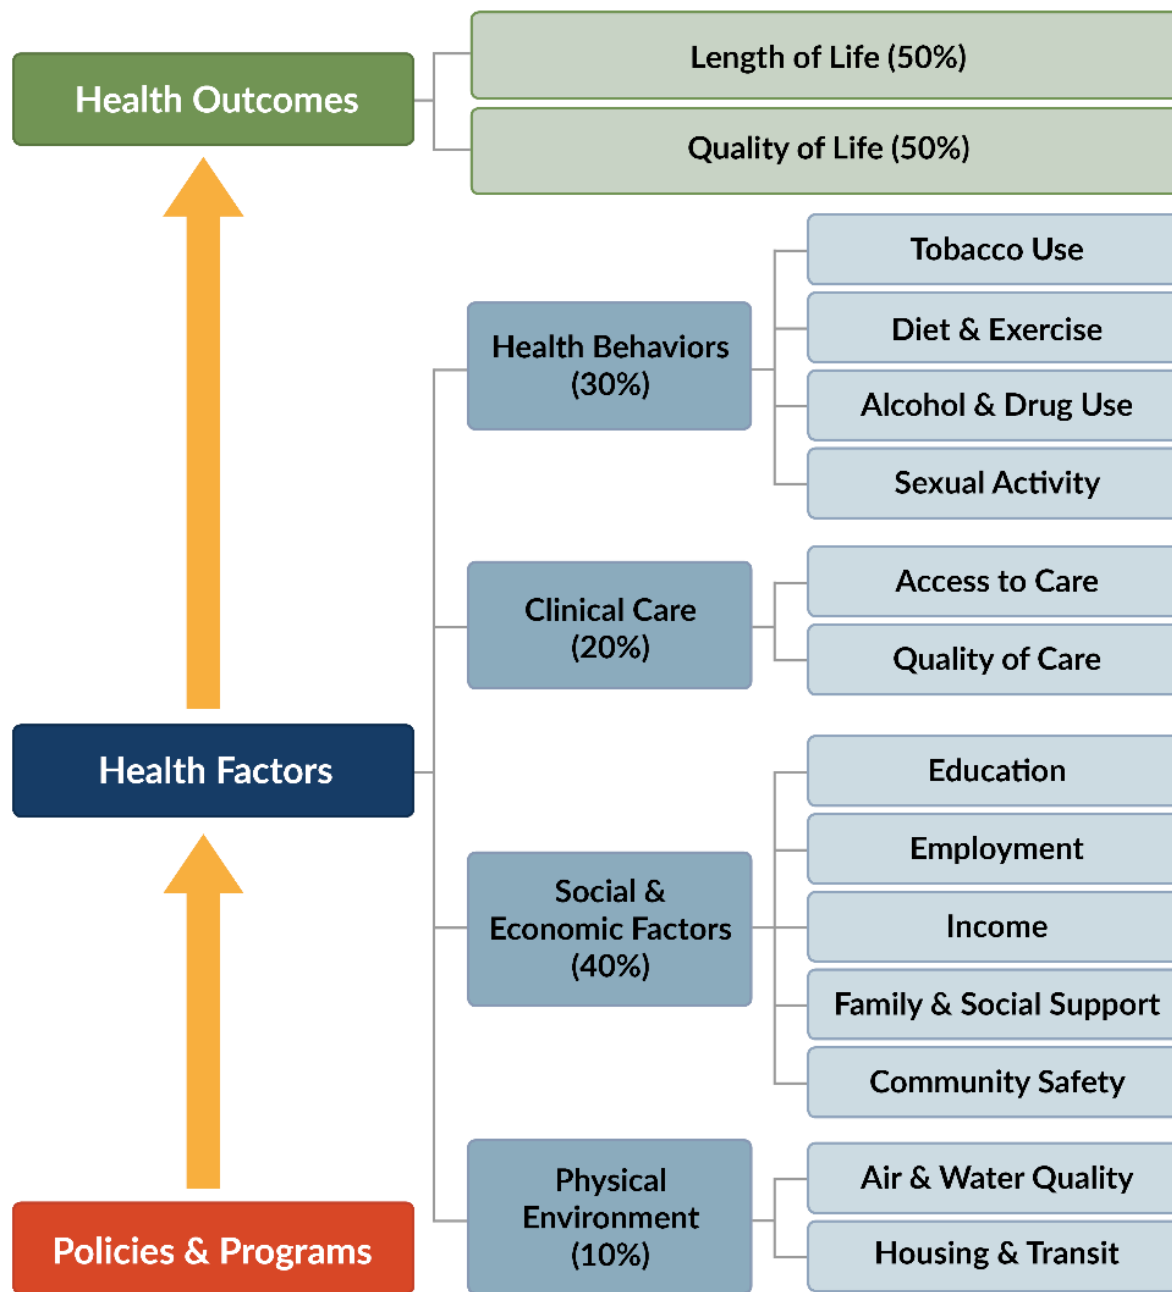 Health Outcomes
Length of Life (50%)
Quality of Life (50%)
Health Factors
Health Behaviors
(30%)
Tobacco Use
Diet & Exercise
Alcohol & Drug Use
Sexual Activity
Clinical Care
(20%)
Access to Care
Quality of Care
Social &
Economic Factors
(40%)
Education
Employment
Income
Family & Social Support
Community Safety
Physical
Environment
(10%)
Air & Water Quality
Housing & Transit
Policies & Programs